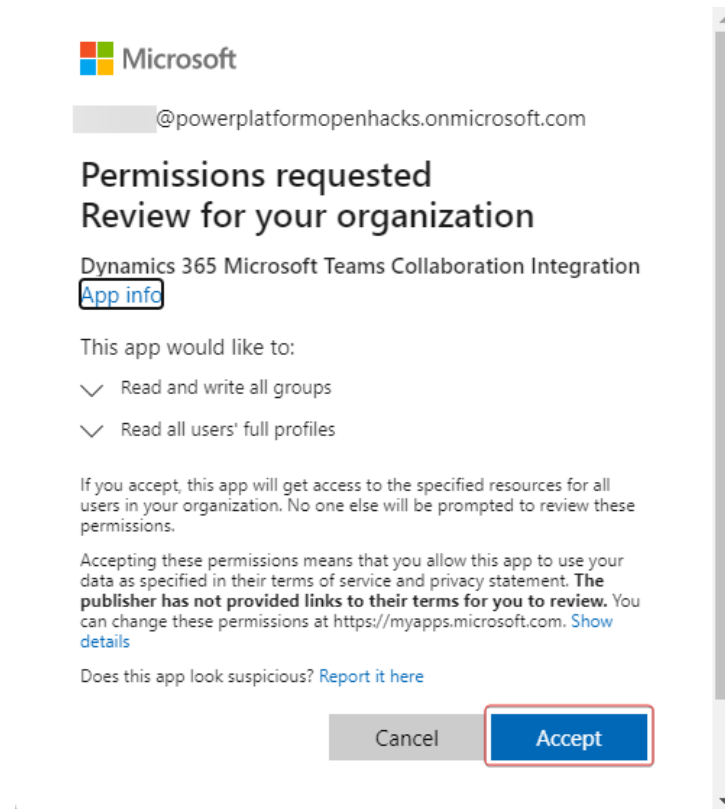 Microsoft
@powerplatformopenhacks.onmicrosoft.com
Permissions requested
Review for your organization
Dynamics 365 Microsoft Teams Collaboration Integration
App info
This app would like to:
Read and write all groups
Read all users' full profiles
If you accept, this app will get access to the specified resources for all
users in your organization. No one else will be prompted to review these
permissions.
Accepting these permissions means that you allow this app to use your
data as specified in their terms of service and privacy statement. The
publisher has not provided links to their terms for you to review. You
can change these permissions at https://myapps.microsoft.com. Show
details
Does this app look suspicious? Report it here
Cancel
Accept